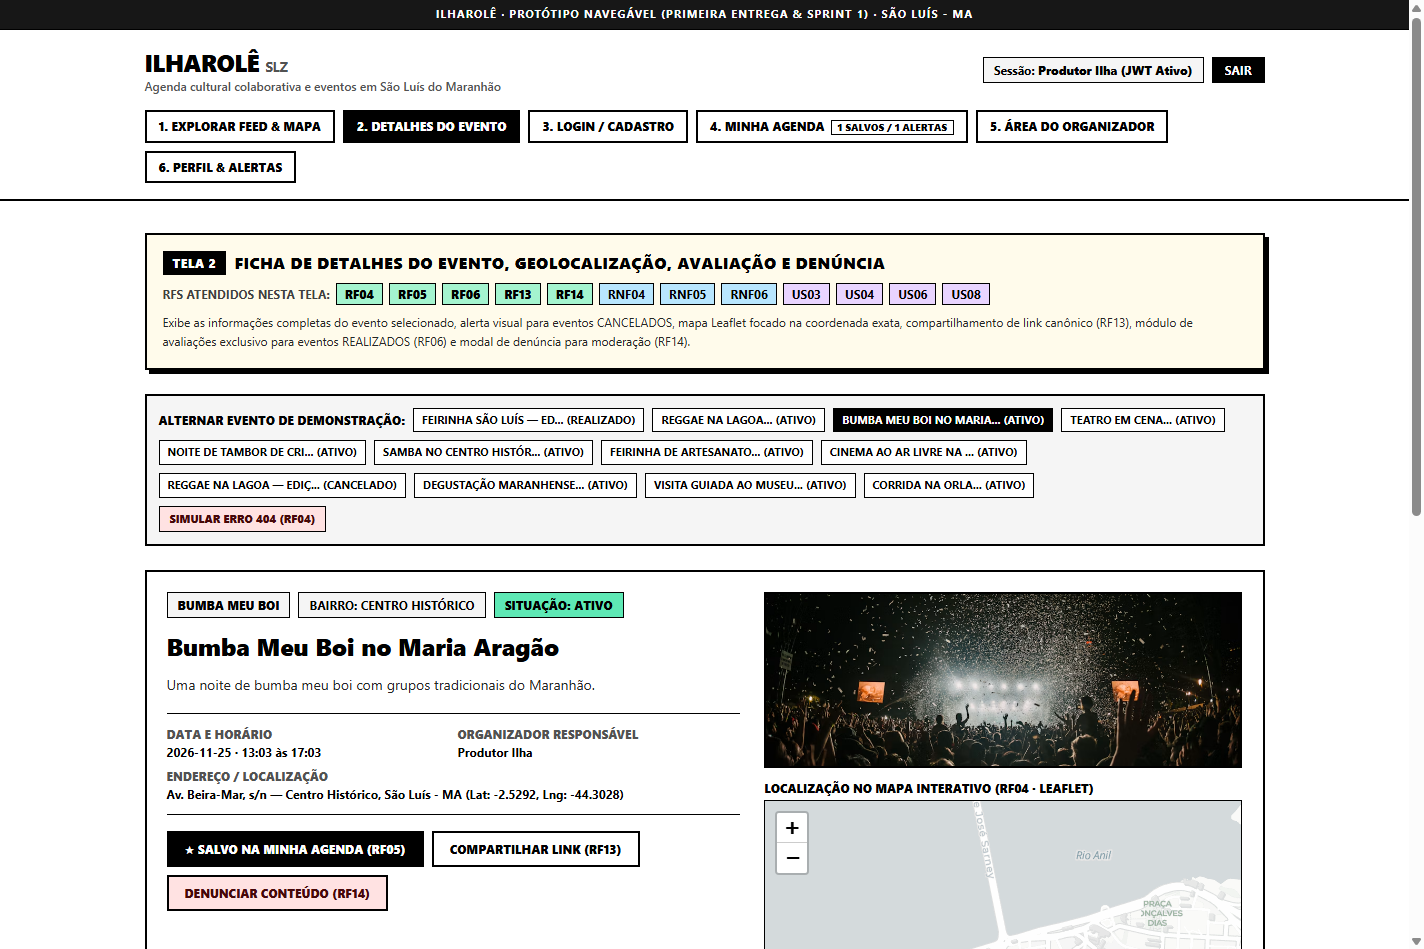 ILHAROLÊ · PROTÓTIPO NAVEGÁVEL (PRIMEIRA ENTREGA & SPRINT 1) · SÃO LUÍS - MA
ILHAROLÊ SLZ
Agenda cultural colaborativa e eventos em São Luís do Maranhão
Sessão: Produtor Ilha (JWT Ativo)
SAIR
1. EXPLORAR FEED & MAPA
2. DETALHES DO EVENTO
3. LOGIN / CADASTRO
4. MINHA AGENDA 1 SALVOS / 1 ALERTAS
5. ÁREA DO ORGANIZADOR
6. PERFIL & ALERTAS
TELA 2 FICHA DE DETALHES DO EVENTO, GEOLOCALIZAÇÃO, AVALIAÇÃO E DENÚNCIA
RFS ATENDIDOS NESTA TELA: RF04 RF05 RF06 RF13 RF14 RNF04 RNF05 RNF06 US03 US04 US06 US08
Exibe as informações completas do evento selecionado, alerta visual para eventos CANCELADOS, mapa Leaflet focado na coordenada exata, compartilhamento de link canônico (RF13), módulo de
avaliações exclusivo para eventos REALIZADOS (RF06) e modal de denúncia para moderação (RF14).
ALTERNAR EVENTO DE DEMONSTRAÇÃO: FEIRINHA SÃO LUÍS — ED... (REALIZADO) REGGAE NA LAGOA... (ATIVO) BUMBA MEU BOI NO MARIA... (ATIVO) TEATRO EM CENA... (ATIVO)
NOITE DE TAMBOR DE CRI... (ATIVO) SAMBA NO CENTRO HISTÓR... (ATIVO) FEIRINHA DE ARTESANATO... (ATIVO) CINEMA AO AR LIVRE NA ... (ATIVO)
REGGAE NA LAGOA — EDIÇ... (CANCELADO) DEGUSTAÇÃO MARANHENSE... (ATIVO) VISITA GUIADA AO MUSEU... (ATIVO) CORRIDA NA ORLA... (ATIVO)
SIMULAR ERRO 404 (RF04)
BUMBA MEU BOI BAIRRO: CENTRO HISTÓRICO SITUAÇÃO: ATIVO
Bumba Meu Boi no Maria Aragão
Uma noite de bumba meu boi com grupos tradicionais do Maranhão.
DATA E HORÁRIO
2026-11-25 · 13:03 às 17:03
ORGANIZADOR RESPONSÁVEL
Produtor Ilha
ENDEREÇO / LOCALIZAÇÃO
Av. Beira-Mar, s/n — Centro Histórico, São Luís - MA (Lat: -2.5292, Lng: -44.3028)
★ SALVO NA MINHA AGENDA (RF05)
COMPARTILHAR LINK (RF13)
DENUNCIAR CONTEÚDO (RF14)
LOCALIZAÇÃO NO MAPA INTERATIVO (RF04 · LEAFLET)
+
−
e José Sarney
Rio Anil
PRAÇA
GONÇALVES
DIAS